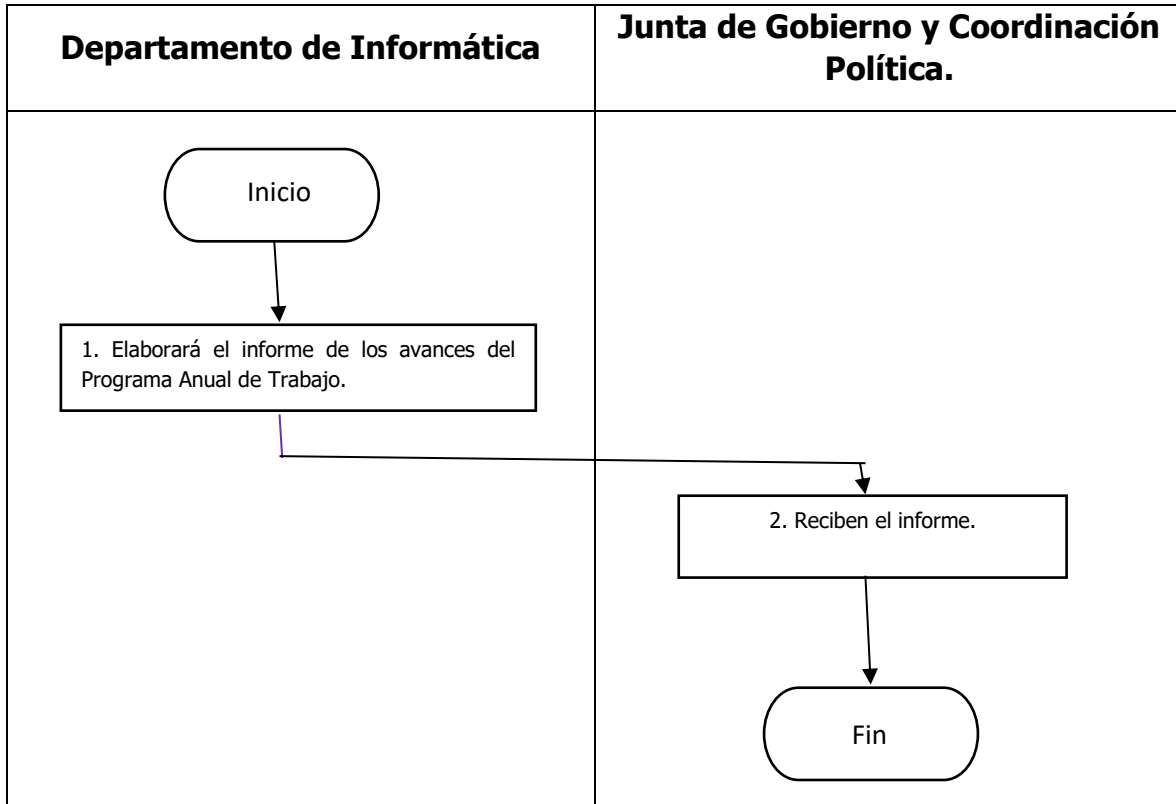 Departamento de Informática
Junta de Gobierno y Coordinación
Política.
Inicio
1. Elaborará el informe de los avances del
Programa Anual de Trabajo.
2. Reciben el informe.
Fin